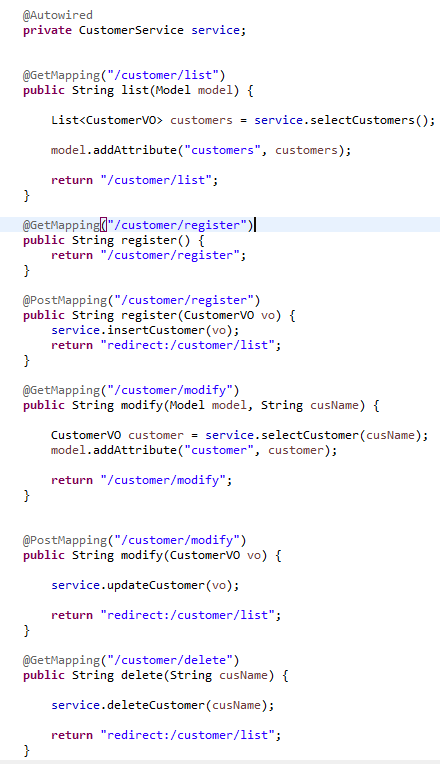 @Autowired
private CustomerService service;
@GetMapping("/customer/list")
public String list(Model model) {
List<CustomerVO> customers = service.selectCustomers();
model.addAttribute("customers", customers);
return "/customer/list";
}
@GetMapping("/customer/register")
public String register() {
return "/customer/register";
}
@PostMapping("/customer/register")
public String register(CustomerVO vo) {
service.insertCustomer(vo);
return "redirect:/customer/list";
}
@GetMapping("/customer/modify")
public String modify(Model model, String cusName) {
CustomerVO customer = service.selectCustomer(cusName);
model.addAttribute("customer", customer);
return "/customer/modify";
}
@PostMapping("/customer/modify")
public String modify(CustomerVO vo) {
service.updateCustomer(vo);
return "redirect:/customer/list";
}
@GetMapping("/customer/delete")
public String delete(String cusName) {
service.deleteCustomer(cusName);
return "redirect:/customer/list";
}